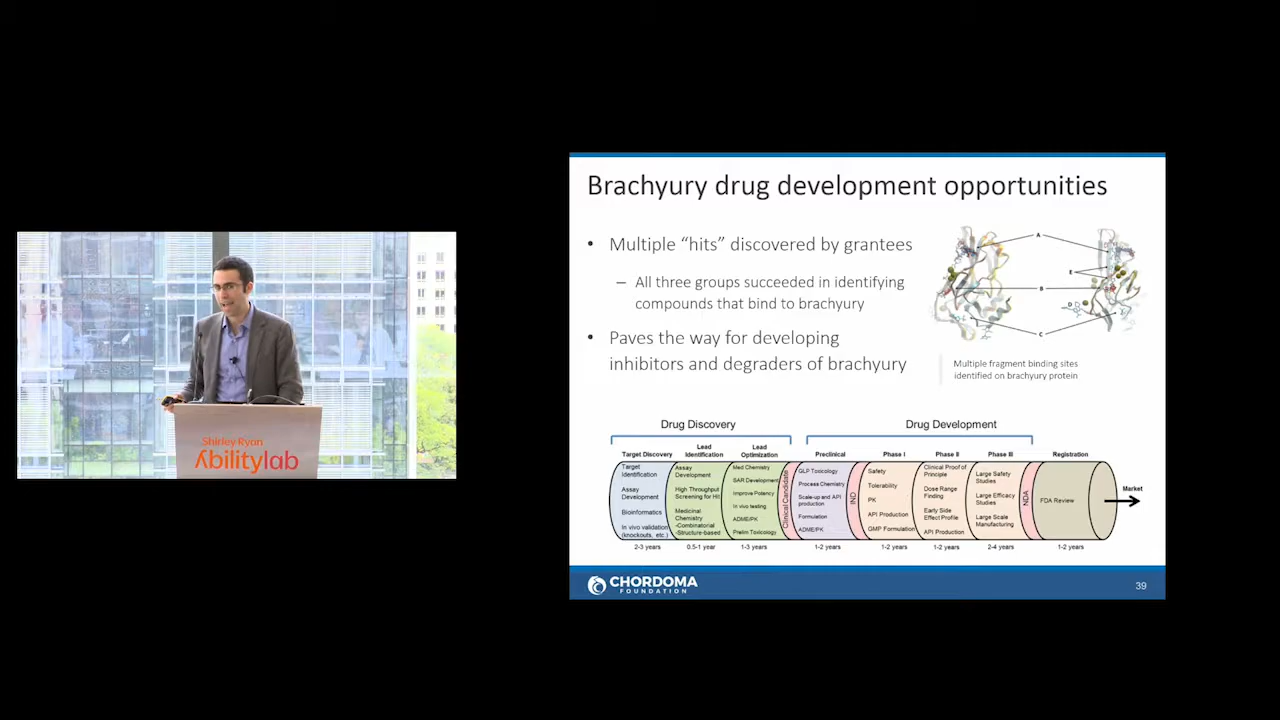 Shirley Ryan
Abilitylab
Brachyury drug development opportunities
• Multiple “hits” discovered by grantees
– All three groups succeeded in identifying
compounds that bind to brachyury
• Paves the way for developing
inhibitors and degraders of brachyury
A
E
B
D
C
Multiple fragment binding sites
identified on brachyury protein
Drug Discovery
Drug Development
Target Discovery
Lead
Identification
Lead
Optimization
Preclinical
Phase I
Phase II
Phase III
Registration
Target
Identification
Assay
Development
Bioinformatics
In vivo validation
(knockouts, etc.)
Assay
Development
High Throughput
Screening for Hit
Medicinal
Chemistry
-Combinatorial
-Structure-based
Med Chemistry
SAR Development
Improve Potency
In vivo testing
ADME/PK
Prelim Toxicology
Clinical Candidate
GLP Toxicology
Process Chemistry
Scale-up and API
production
Formulation
ADME/PK
IND
Safety
Tolerability
PK
API Production
GMP Formulation
Clinical Proof of
Principle
Dose Range
Finding
Early Side
Effect Profile
API Production
Large Safety
Studies
Large Efficacy
Studies
Large Scale
Manufacturing
NDA
FDA Review
Market
2-3 years
0.5-1 year
1-3 years
1-2 years
1-2 years
1-2 years
2-4 years
1-2 years
CHORDOMA
FOUNDATION
39